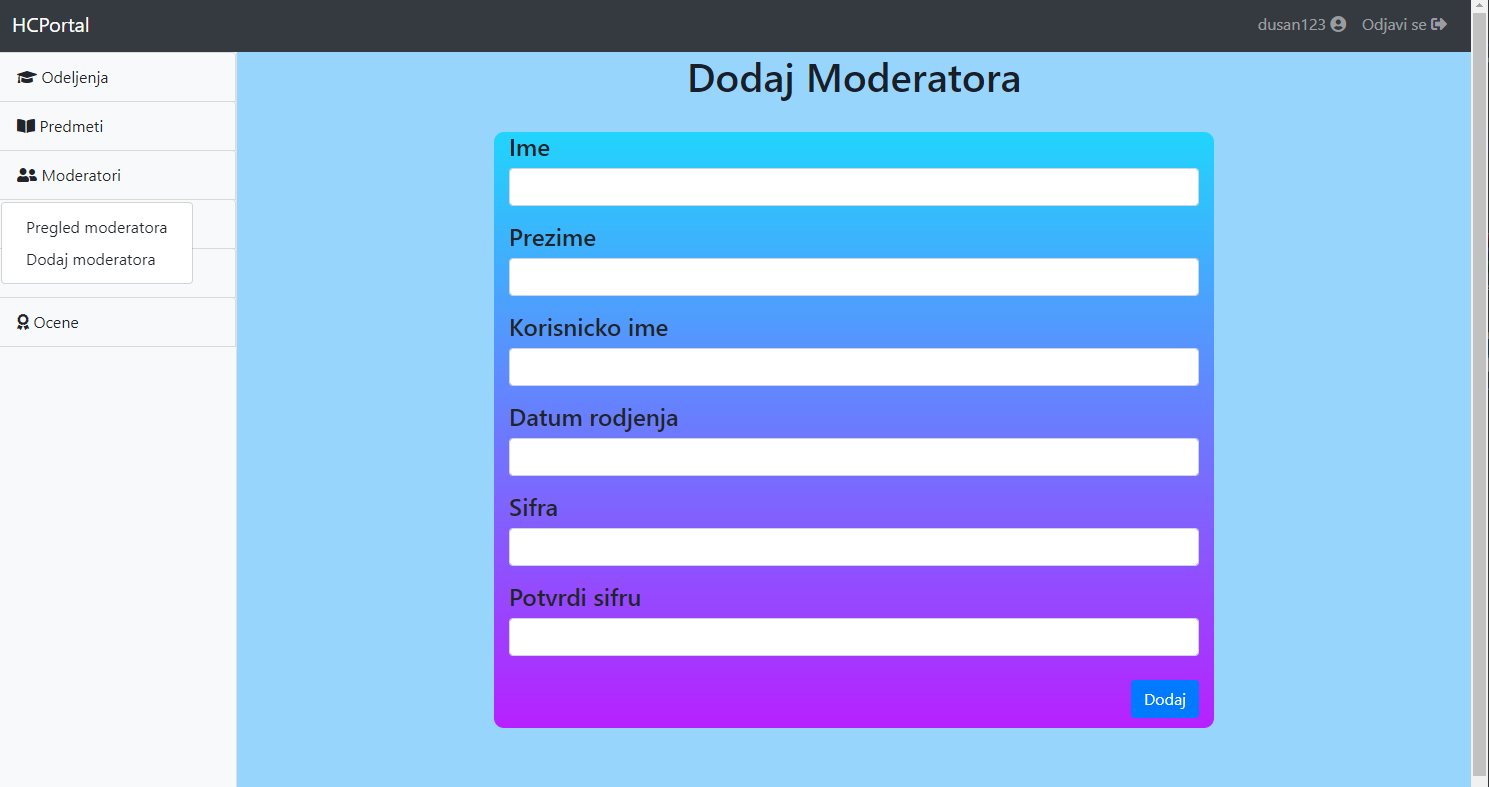 HCPortal
dusan123
Odjavi se
Odeljenja
Predmeti
Moderatori
Pregled moderatora
Dodaj moderatora
Ocene
Dodaj Moderatora
Ime
Prezime
Korisnicko ime
Datum rodjenja
Sifra
Potvrdi sifru
Dodaj